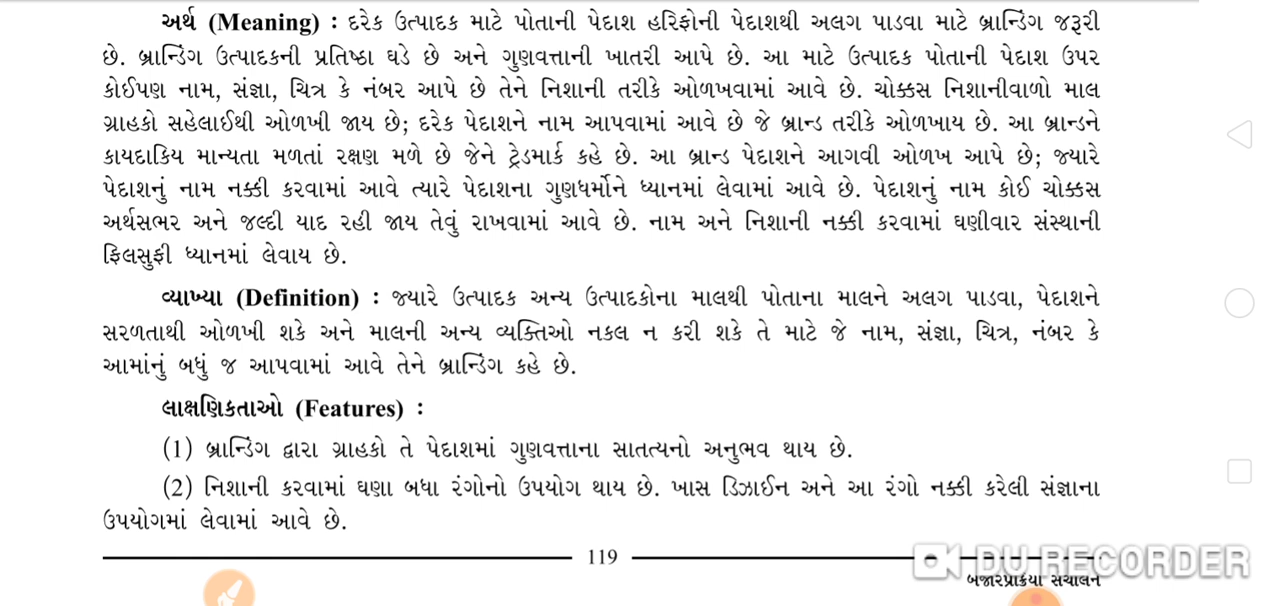 અર્થ (Meaning) : દરેક ઉત્પાદક માટે પોતાની પેદાશ હરિફોની પેદાશથી અલગ પાડવા માટે બ્રાન્ડિંગ જરૂરી
છે. બ્રાન્ડિંગ ઉત્પાદકની પ્રતિષ્ઠા ઘડે છે અને ગુણવત્તાની ખાતરી આપે છે. આ માટે ઉત્પાદક પોતાની પેદાશ ઉપર
કોઈપણ નામ, સંજ્ઞા, ચિત્ર કે નંબર આપે છે તેને નિશાની તરીકે ઓળખવામાં આવે છે. ચોક્કસ નિશાનીવાળો માલ
ગ્રાહકો સહેલાઈથી ઓળખી જાય છે; દરેક પેદાશને નામ આપવામાં આવે છે જે બ્રાન્ડ તરીકે ઓળખાય છે. આ બ્રાન્ડને
કાયદાકિય માન્યતા મળતાં રક્ષણ મળે છે જેને ટ્રેડમાર્ક કહે છે. આ બ્રાન્ડ પેદાશને આગવી ઓળખ આપે છે; જ્યારે
પેદાશનું નામ નક્કી કરવામાં આવે ત્યારે પેદાશના ગુણધર્મોને ધ્યાનમાં લેવામાં આવે છે. પેદાશનું નામ કોઈ ચોક્કસ
અર્થસભર અને જલ્દી યાદ રહી જાય તેવું રાખવામાં આવે છે. નામ અને નિશાની નક્કી કરવામાં ઘણીવાર સંસ્થાની
ફિલસુફી ધ્યાનમાં લેવાય છે.
વ્યાખ્યા (Definition) : જ્યારે ઉત્પાદક અન્ય ઉત્પાદકોના માલથી પોતાના માલને અલગ પાડવા, પેદાશને
સરળતાથી ઓળખી શકે અને માલની અન્ય વ્યક્તિઓ નકલ ન કરી શકે તે માટે જે નામ, સંજ્ઞા, ચિત્ર, નંબર કે
આમાંનું બધું જ આપવામાં આવે તેને બ્રાન્ડિંગ કહે છે.
લાક્ષણિકતાઓ (Features) :
(1) બ્રાન્ડિંગ દ્વારા ગ્રાહકો તે પેદાશમાં ગુણવત્તાના સાતત્યનો અનુભવ થાય છે.
(2) નિશાની કરવામાં ઘણા બધા રંગોનો ઉપયોગ થાય છે. ખાસ ડિઝાઈન અને આ રંગો નક્કી કરેલી સંજ્ઞાના
ઉપયોગમાં લેવામાં આવે છે.
119
DU RECORDER
બજારપ્રક્રિયા સંચાલન